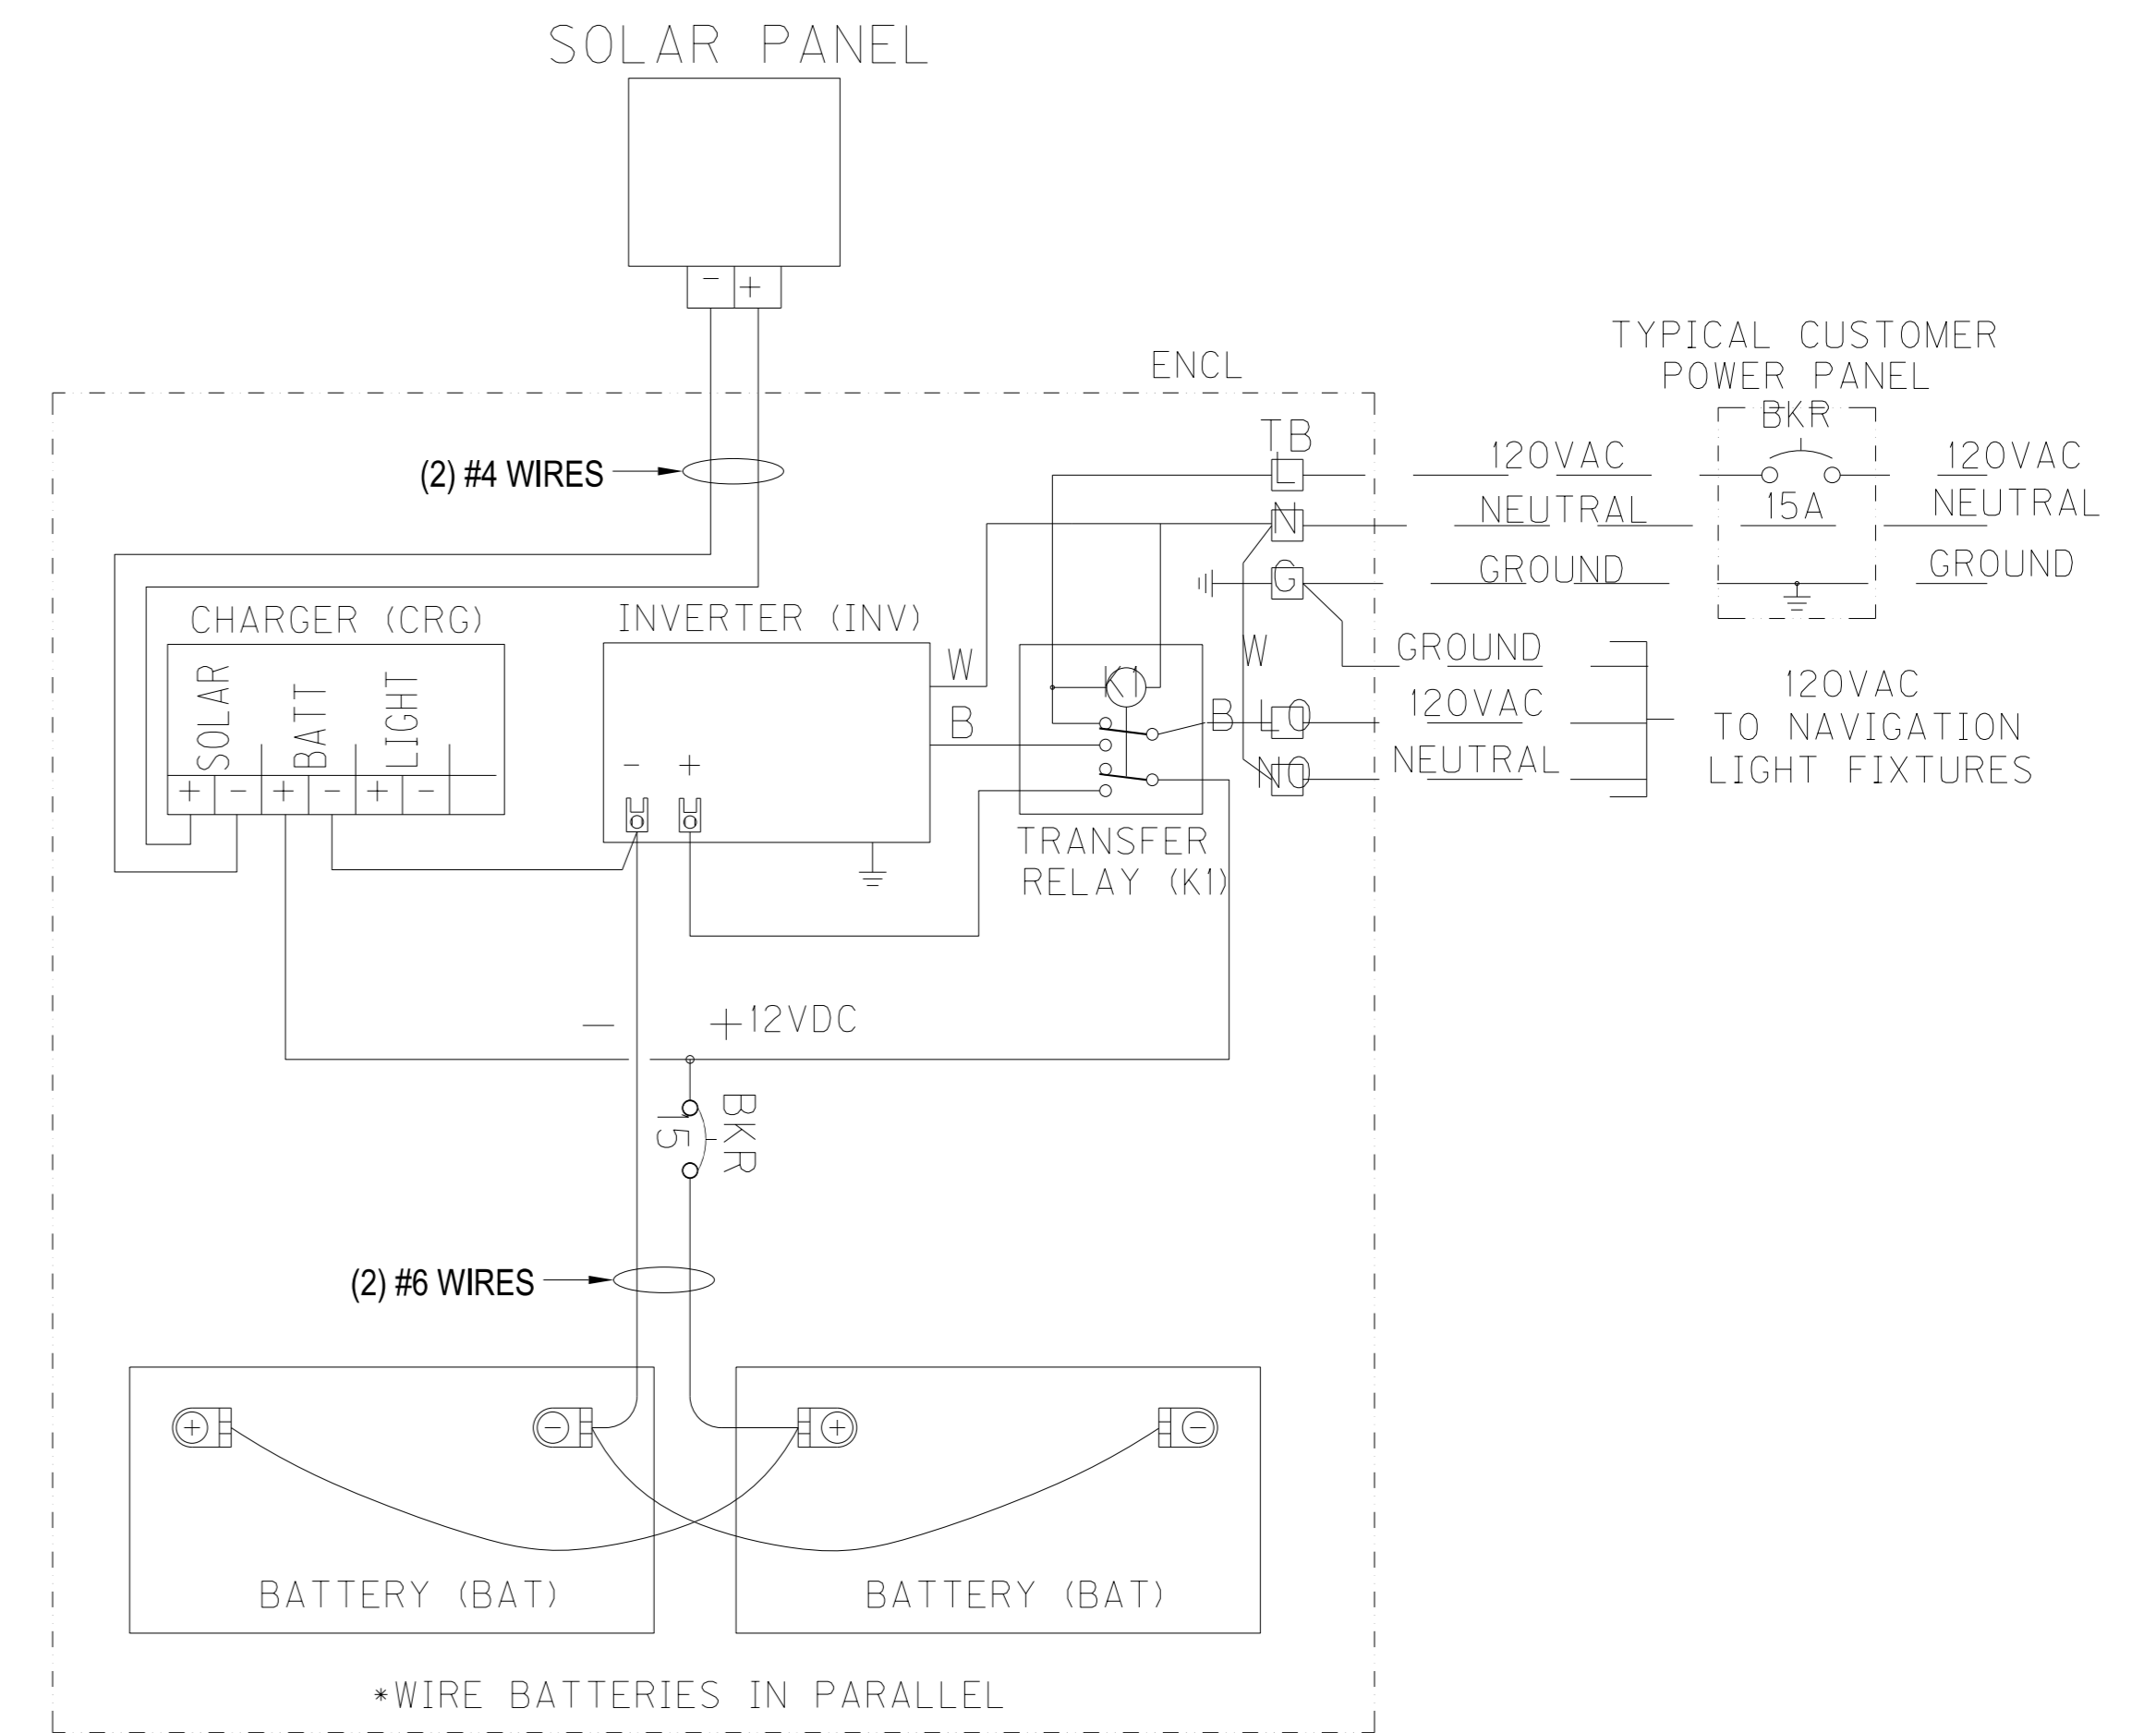 SOLAR PANEL
- +
TYPICAL CUSTOMER
POWER PANEL
ENCL
BKR
TB
(2) #4 WIRES
L
120VAC
120VAC
N
NEUTRAL
15A
NEUTRAL
G
GROUND
GROUND
CHARGER (CRG)
INVERTER (INV)
W
K1
W
GROUND
SOLAR
BATT
LIGHT
B
B
LO
120VAC
120VAC
TO NAVIGATION
LIGHT FIXTURES
NO
NEUTRAL
- +
+ - + - + -
TRANSFER
RELAY (K1)
- +12VDC
BKR
15
(2) #6 WIRES
+ -
+ -
BATTERY (BAT)
BATTERY (BAT)
*WIRE BATTERIES IN PARALLEL